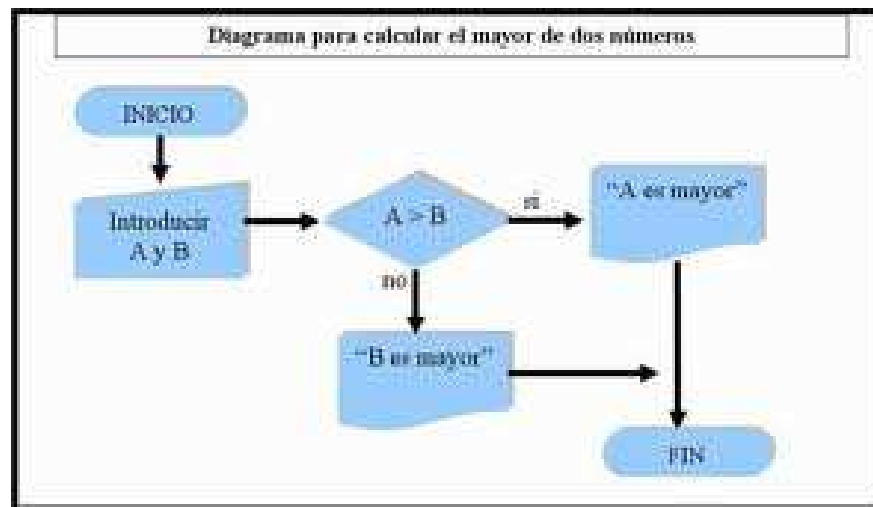 Diagrama para calcular el mayor de dos números
INICIO
Introducir
A y B
A > B
si
"A es mayor"
no
"B es mayor"
FIN